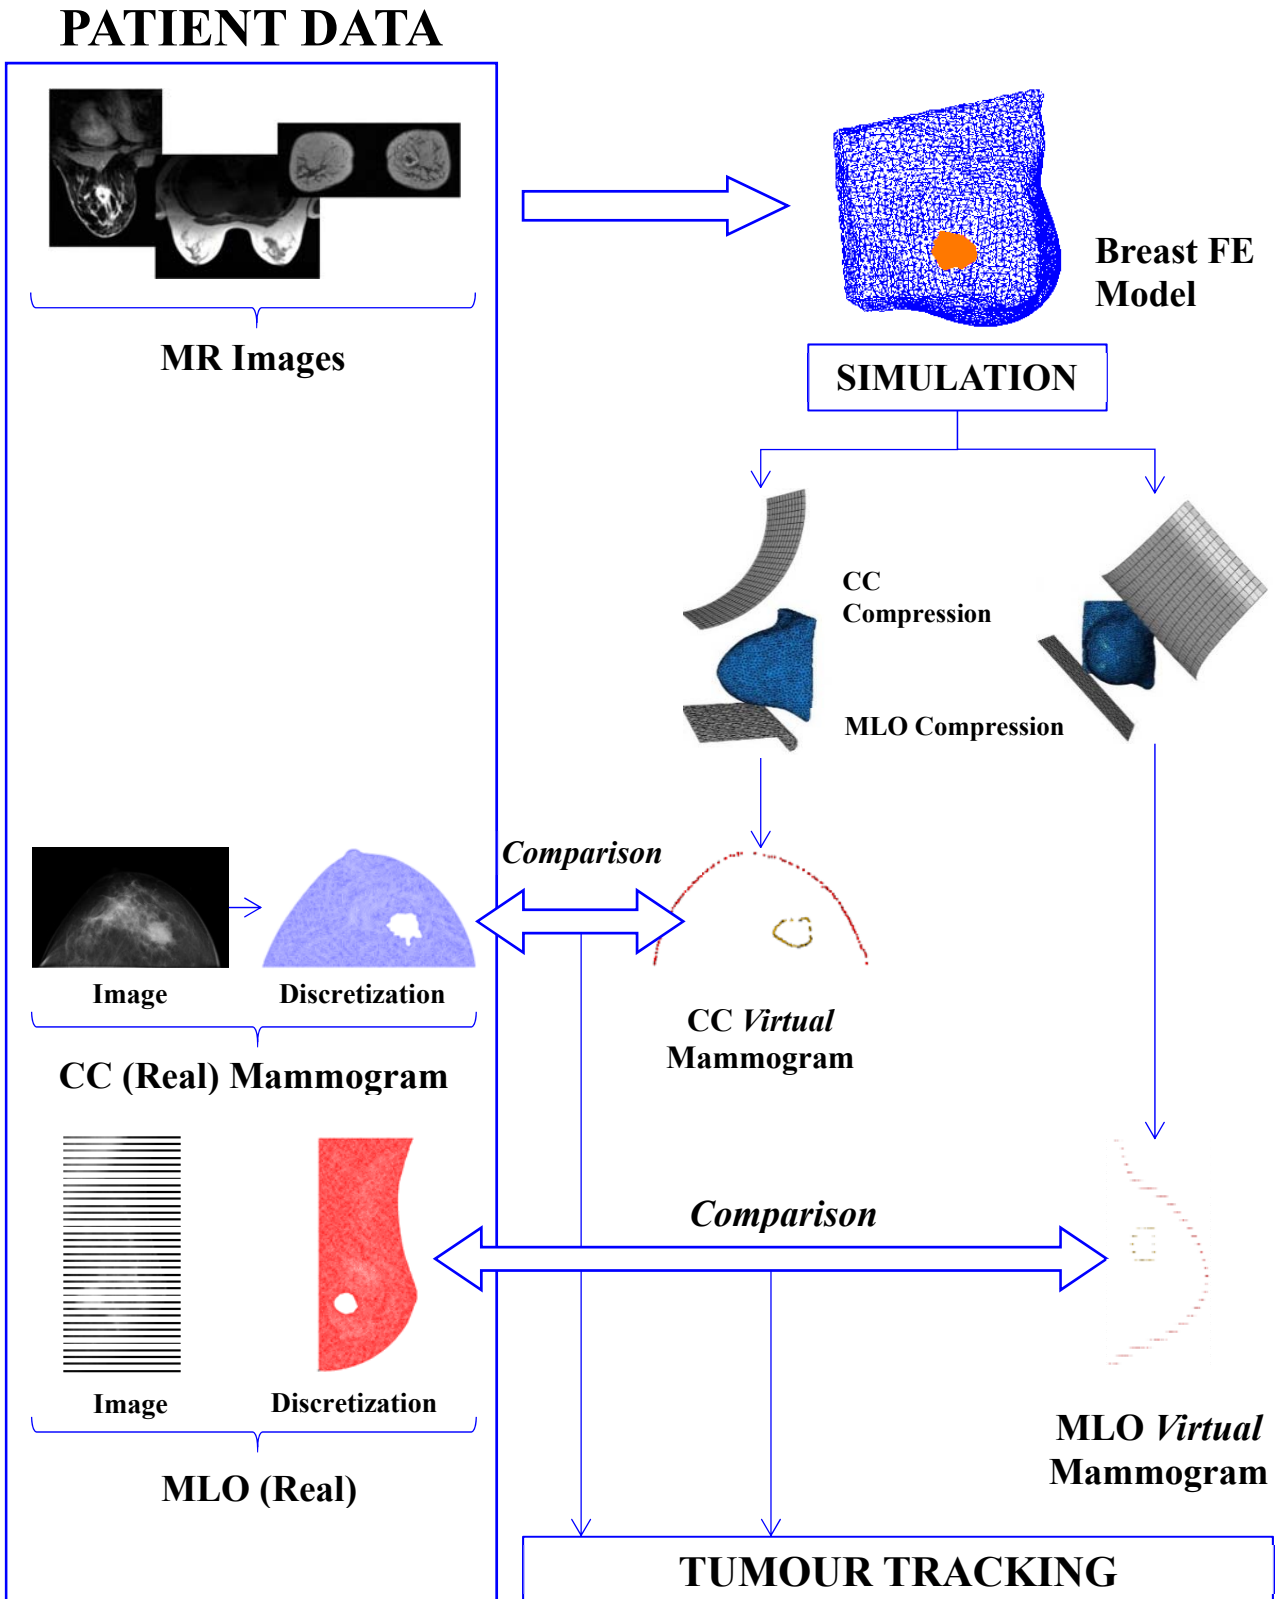 PATIENT DATA
MR Images
Breast FE
Model
SIMULATION
CC
Compression
MLO Compression
Comparison
Image
Discretization
CC (Real) Mammogram
CC Virtual
Mammogram
Comparison
Image
Discretization
MLO (Real)
MLO Virtual
Mammogram
TUMOUR TRACKING